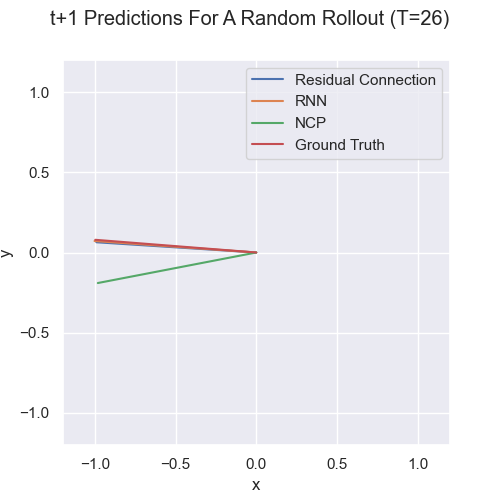 t+1 Predictions For A Random Rollout (T=26)
Residual Connection
RNN
NCP
Ground Truth
1.0
0.5
0.0
−0.5
−1.0
y
−1.0 −0.5 0.0 0.5 1.0
x